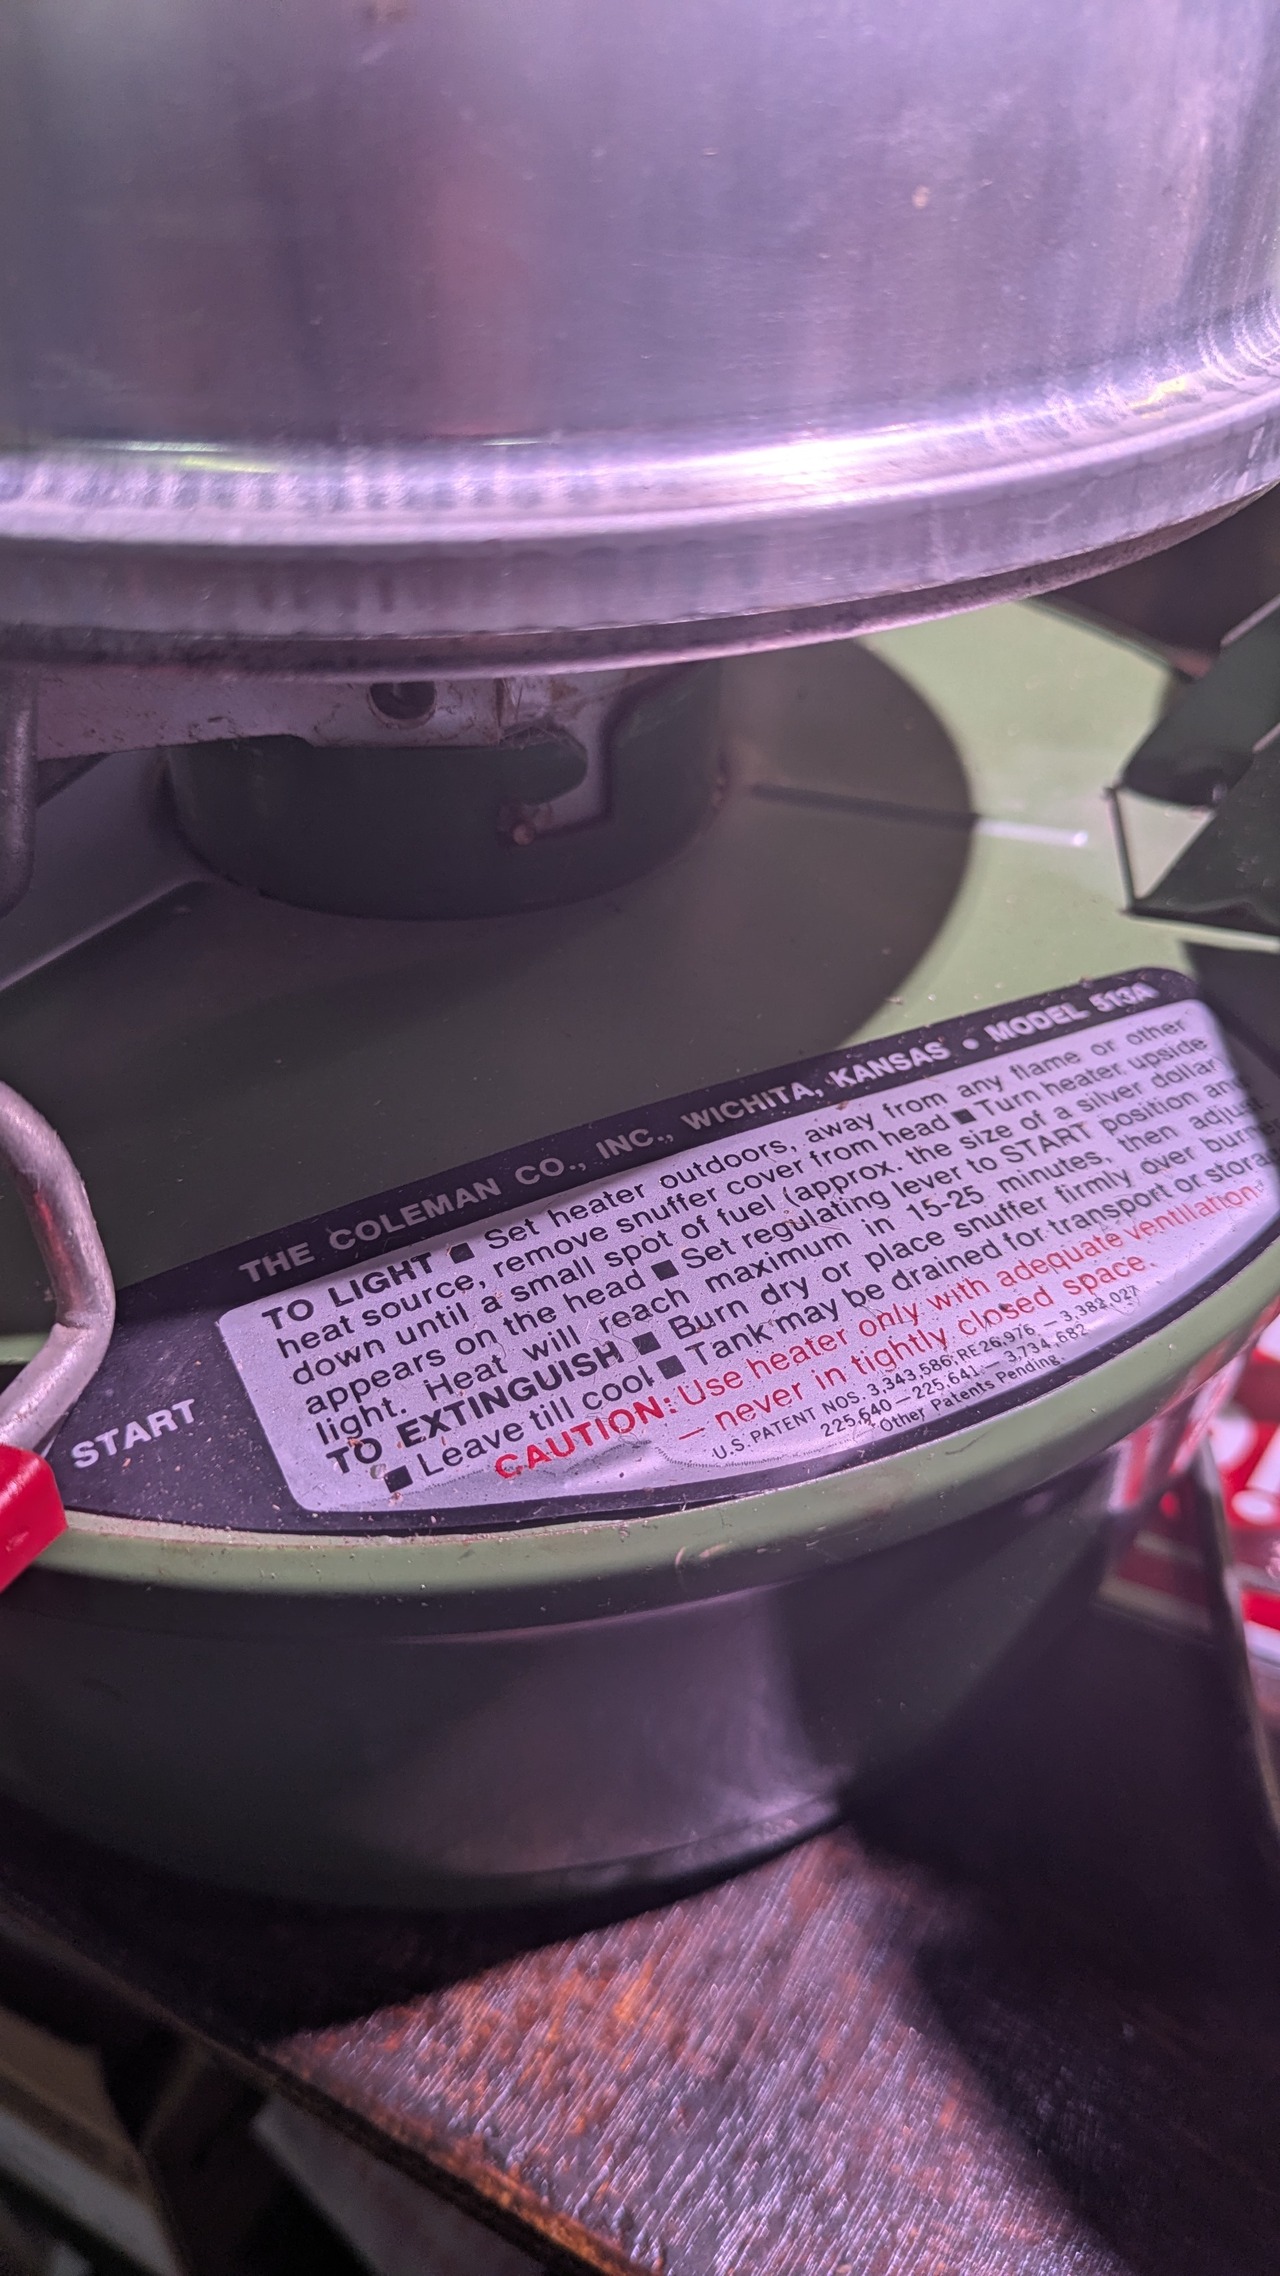 THE COLEMAN CO., INC., WICHITA, KANSAS • MODEL 513A
TO LIGHT ■ Set heater outdoors, away from any flame or other
heat source, remove snuffer cover from head ■ Turn heater upside
down until a small spot of fuel (approx. the size of a silver dollar)
appears on the head ■ Set regulating lever to START position and
light. Heat will reach maximum in 15-25 minutes, then adjust
TO EXTINGUISH ■ Burn dry or place snuffer firmly over burner
■ Leave till cool ■ Tank may be drained for transport or storage
CAUTION: Use heater only with adequate ventilation
— never in tightly closed space.
U.S. PATENT NOS. 3,343,586; RE26,976 — 3,382,027
225,640 — 225,641 — 3,734,682
Other Patents Pending.
START